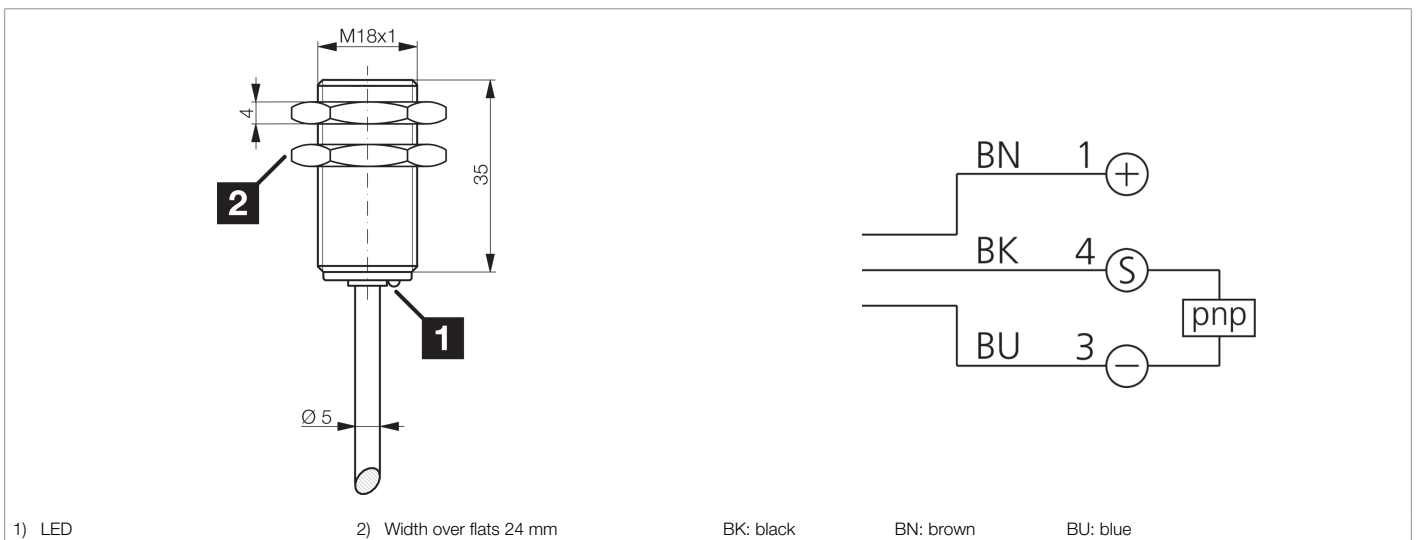 M18x1
4
35
2
1
Ø 5
BN 1 +
BK 4 S
pnp
BU 3 −
1) LED 2) Width over flats 24 mm BK: black BN: brown BU: blue